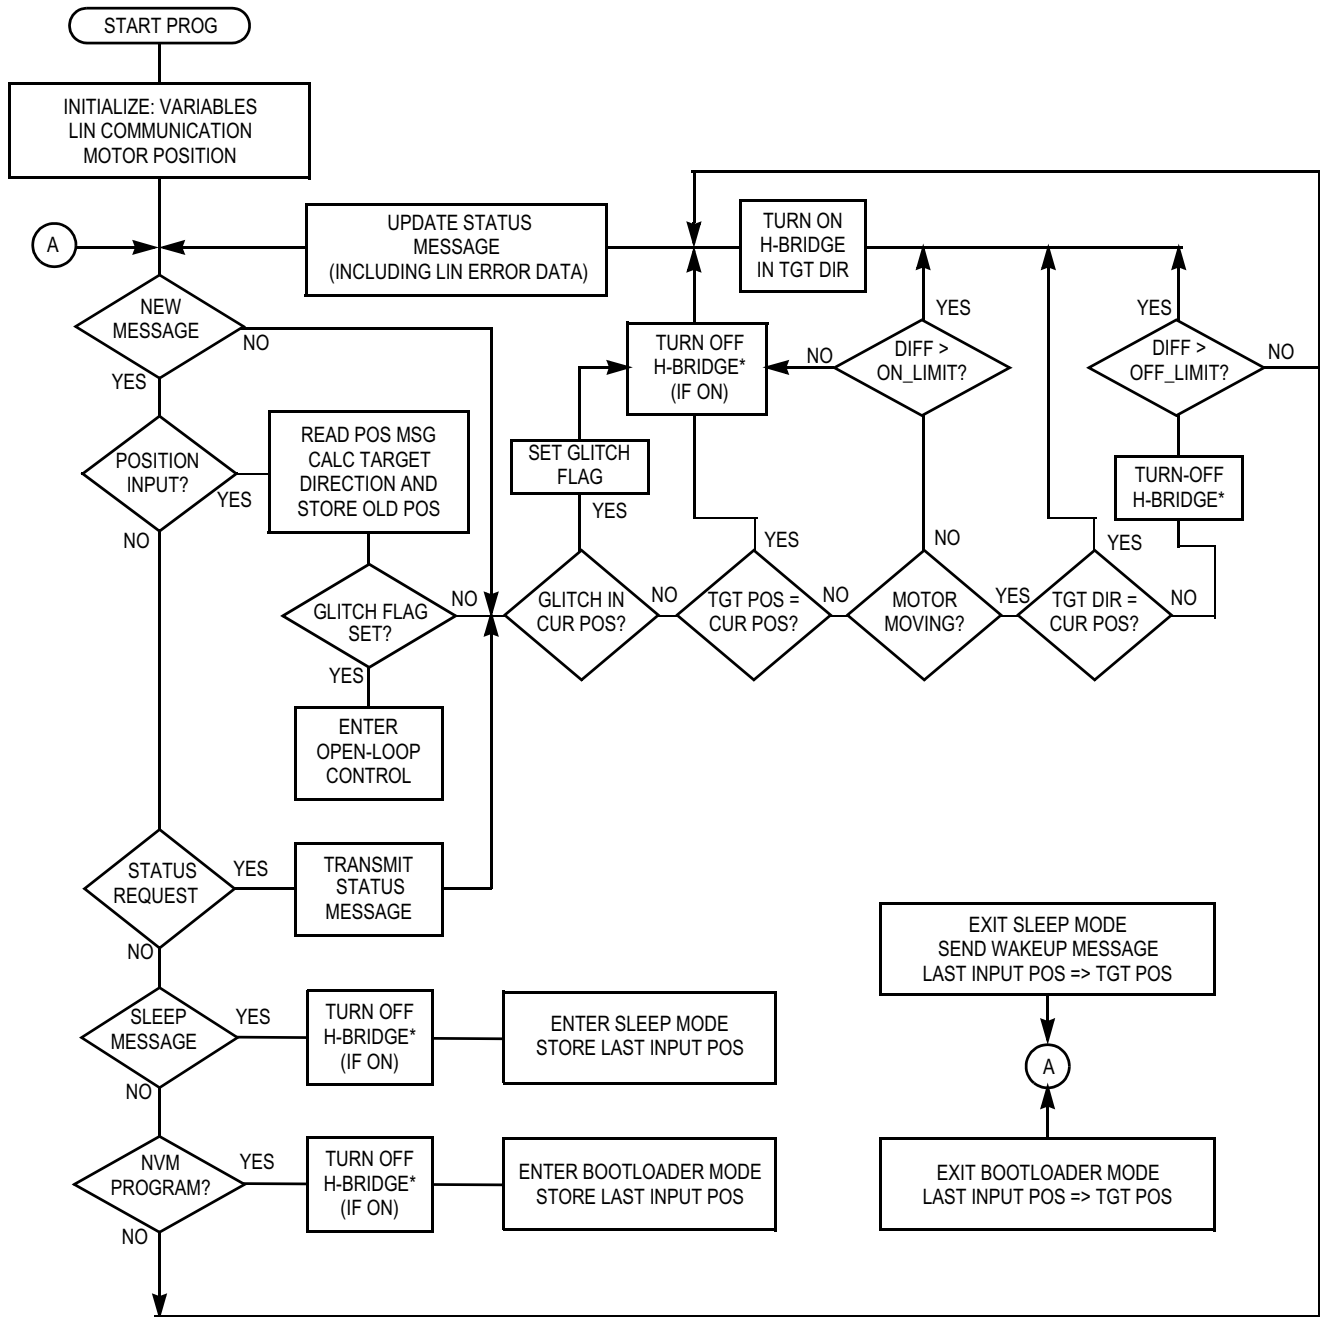 START PROG
INITIALIZE: VARIABLES
LIN COMMUNICATION
MOTOR POSITION
A
UPDATE STATUS
MESSAGE
(INCLUDING LIN ERROR DATA)
TURN ON
H-BRIDGE
IN TGT DIR
NEW
MESSAGE
NO
YES
TURN OFF
H-BRIDGE*
(IF ON)
NO
DIFF >
ON_LIMIT?
YES
DIFF >
OFF_LIMIT?
YES
NO
POSITION
INPUT?
YES
NO
READ POS MSG
CALC TARGET
DIRECTION AND
STORE OLD POS
SET GLITCH
FLAG
YES
TURN-OFF
H-BRIDGE*
GLITCH FLAG
SET?
NO
YES
GLITCH IN
CUR POS?
NO
TGT POS =
CUR POS?
YES
NO
MOTOR
MOVING?
NO
YES
TGT DIR =
CUR POS?
YES
NO
ENTER
OPEN-LOOP
CONTROL
STATUS
REQUEST
YES
NO
TRANSMIT
STATUS
MESSAGE
SLEEP
MESSAGE
YES
NO
TURN OFF
H-BRIDGE*
(IF ON)
ENTER SLEEP MODE
STORE LAST INPUT POS
EXIT SLEEP MODE
SEND WAKEUP MESSAGE
LAST INPUT POS => TGT POS
A
NVM
PROGRAM?
YES
NO
TURN OFF
H-BRIDGE*
(IF ON)
ENTER BOOTLOADER MODE
STORE LAST INPUT POS
EXIT BOOTLOADER MODE
LAST INPUT POS => TGT POS